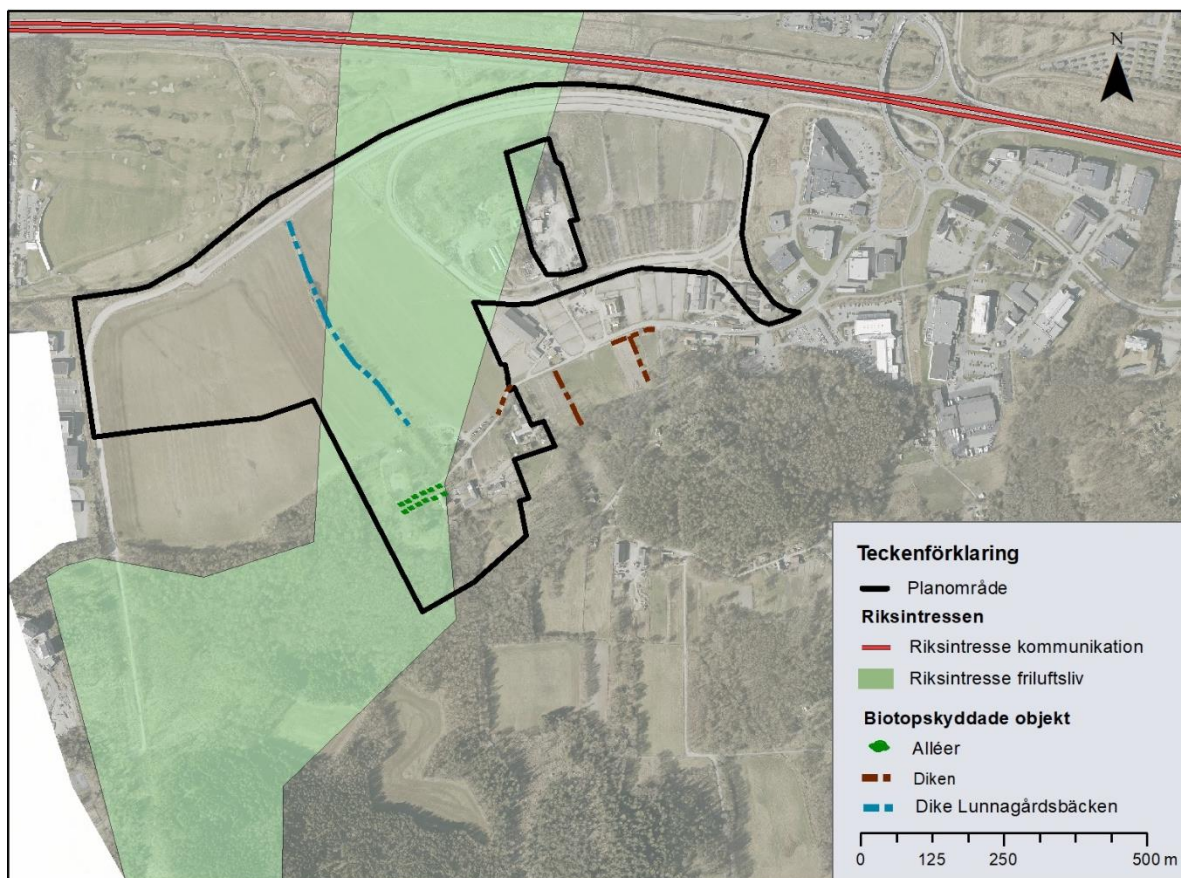 N
Teckenförklaring
Planområde
Riksintressen
Riksintresse kommunikation
Riksintresse friluftsliv
Biotopskyddade objekt
Alléer
Diken
Dike Lunnagårdsbäcken
0 125 250 500 m